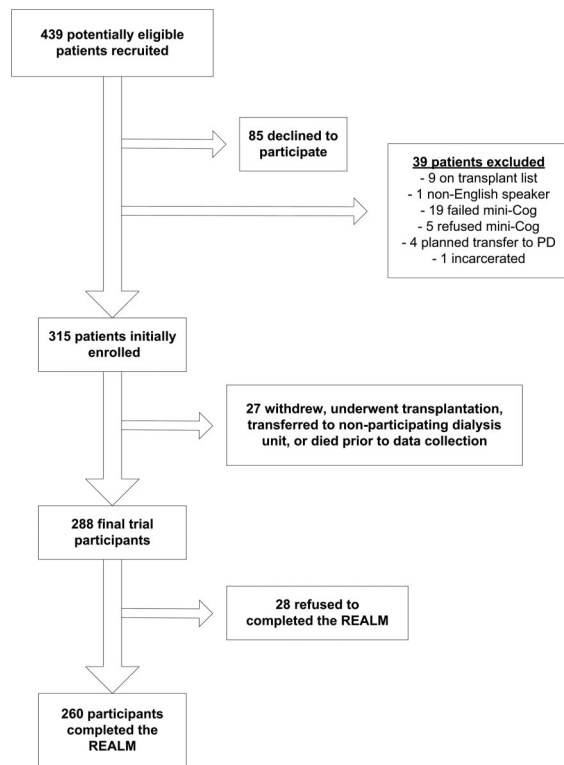 439 potentially eligible
patients recruited
85 declined to
participate
39 patients excluded
- 9 on transplant list
- 1 non-English speaker
- 19 failed mini-Cog
- 5 refused mini-Cog
- 4 planned transfer to PD
- 1 incarcerated
315 patients initially
enrolled
27 withdrew, underwent transplantation,
transferred to non-participating dialysis
unit, or died prior to data collection
288 final trial
participants
28 refused to
completed the REALM
260 participants
completed the
REALM